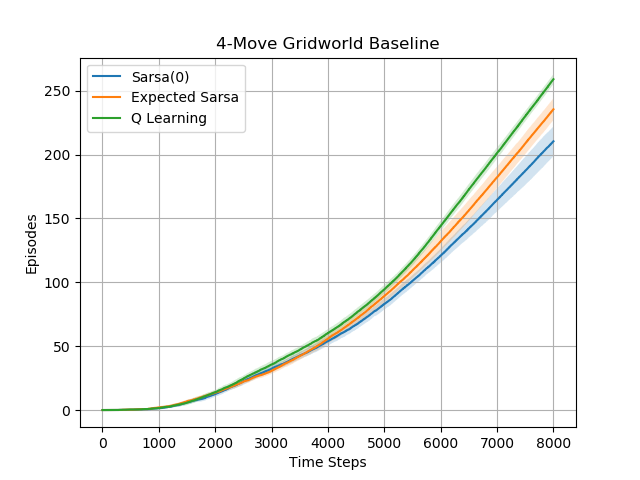 4-Move Gridworld Baseline
Sarsa(0)
Expected Sarsa
Q Learning
250
200
150
100
50
0
Episodes
0 1000 2000 3000 4000 5000 6000 7000 8000
Time Steps